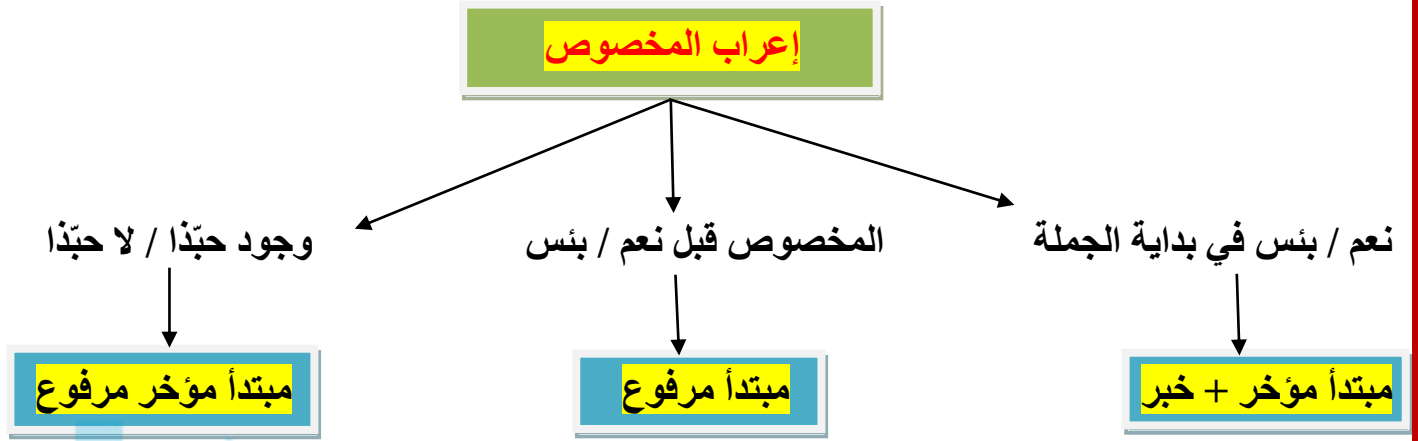 إعراب المخصوص
نعم / بئس في بداية الجملة
المخصوص قبل نعم / بئس
وجود حبّذا / لا حبّذا
مبتدأ مؤخر + خبر
مبتدأ مرفوع
مبتدأ مؤخر مرفوع